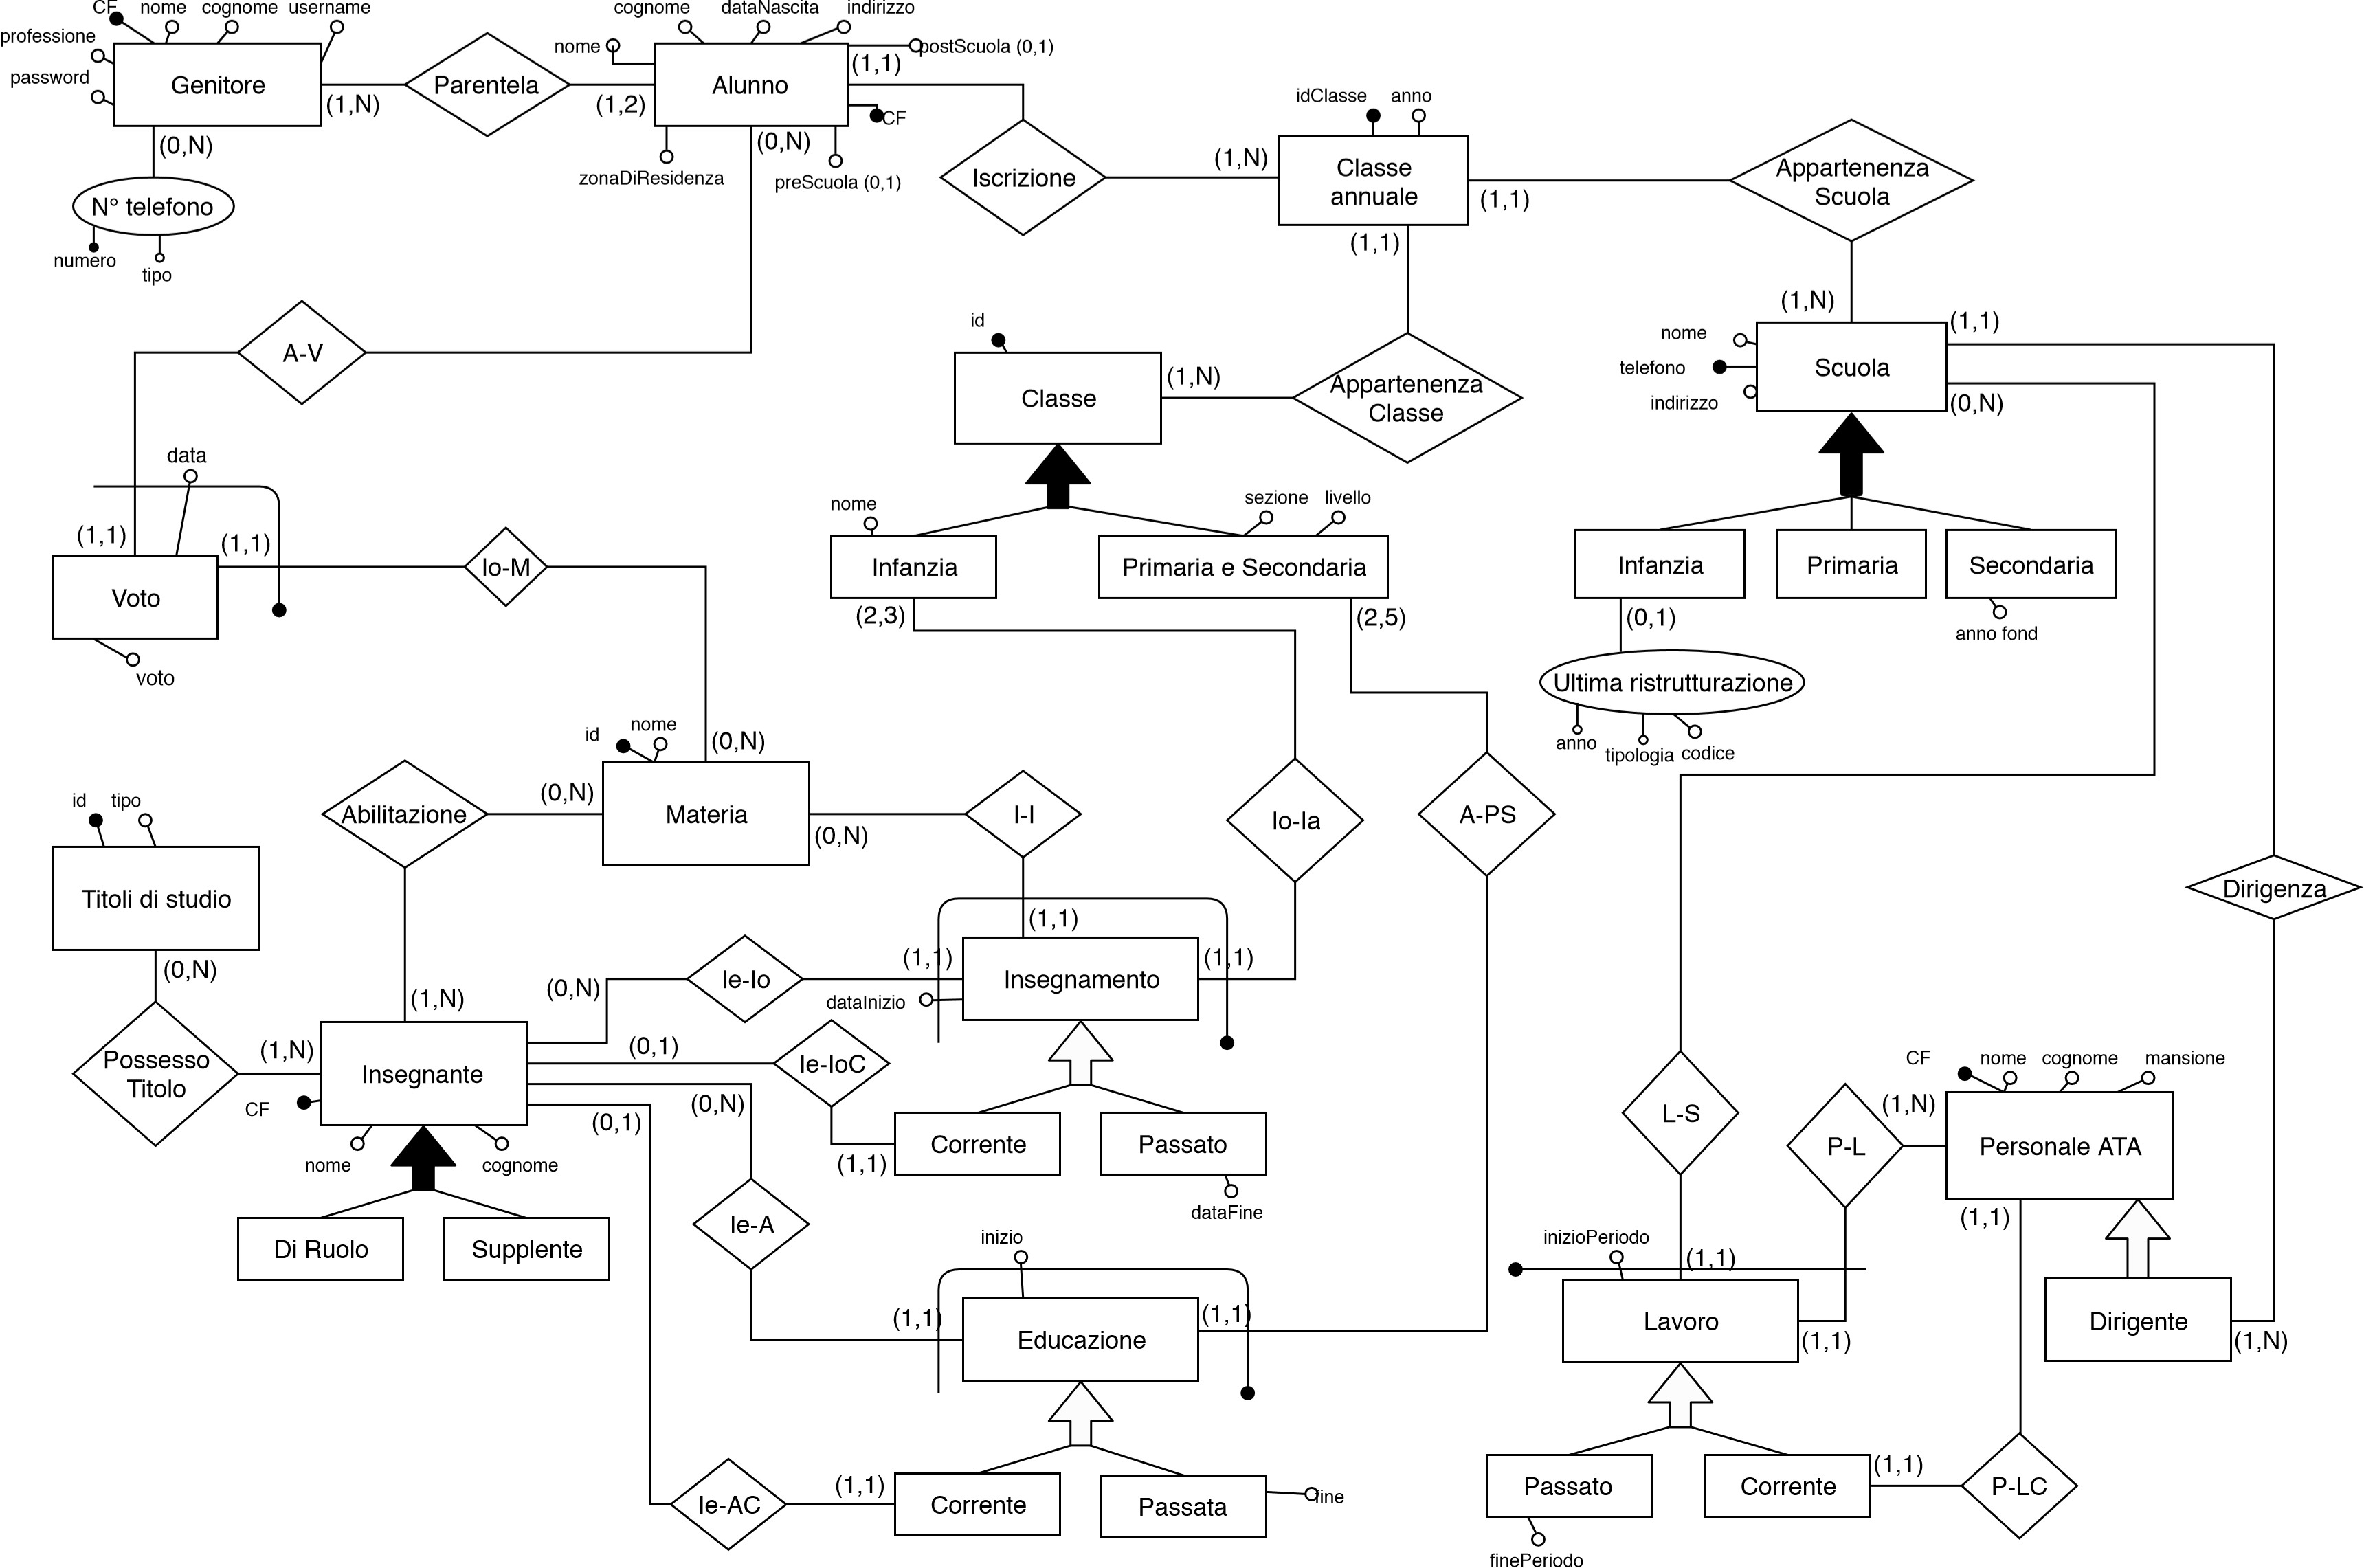 CF
nome
cognome
username
professione
password
Genitore
(1,N)
Parentela
(1,2)
(0,N)
N° telefono
numero
tipo
cognome
dataNascita
indirizzo
nome
postScuola (0,1)
Alunno
(1,1)
CF
(0,N)
zonaDiResidenza
preScuola (0,1)
Iscrizione
(1,N)
idClasse
anno
Classe
annuale
(1,1)
(1,1)
Appartenenza
Scuola
(1,N)
nome
telefono
indirizzo
Scuola
(1,1)
(0,N)
A-V
id
Classe
(1,N)
Appartenenza
Classe
data
(1,1)
(1,1)
Voto
voto
Io-M
nome
Infanzia
(2,3)
sezione
livello
Primaria e Secondaria
(2,5)
Infanzia
Primaria
Secondaria
(0,1)
anno fond
Ultima ristrutturazione
anno
tipologia
codice
id
nome
(0,N)
Materia
(0,N)
(0,N)
Abilitazione
I-I
Io-Ia
A-PS
id
tipo
Titoli di studio
(0,N)
Dirigenza
(1,1)
(1,1)
(1,1)
Insegnamento
dataInizio
Ie-Io
(0,N)
(1,N)
Possesso
Titolo
(1,N)
Insegnante
CF
nome
cognome
(0,1)
Ie-IoC
(0,N)
(0,1)
(1,1)
Corrente
Passato
dataFine
Di Ruolo
Supplente
Ie-A
inizio
(1,1)
(1,1)
Educazione
L-S
P-L
CF
nome
cognome
mansione
(1,N)
Personale ATA
(1,1)
inizioPeriodo
(1,1)
Lavoro
(1,1)
Dirigente
(1,N)
Ie-AC
(1,1)
Corrente
Passata
fine
Passato
Corrente
(1,1)
P-LC
finePeriodo